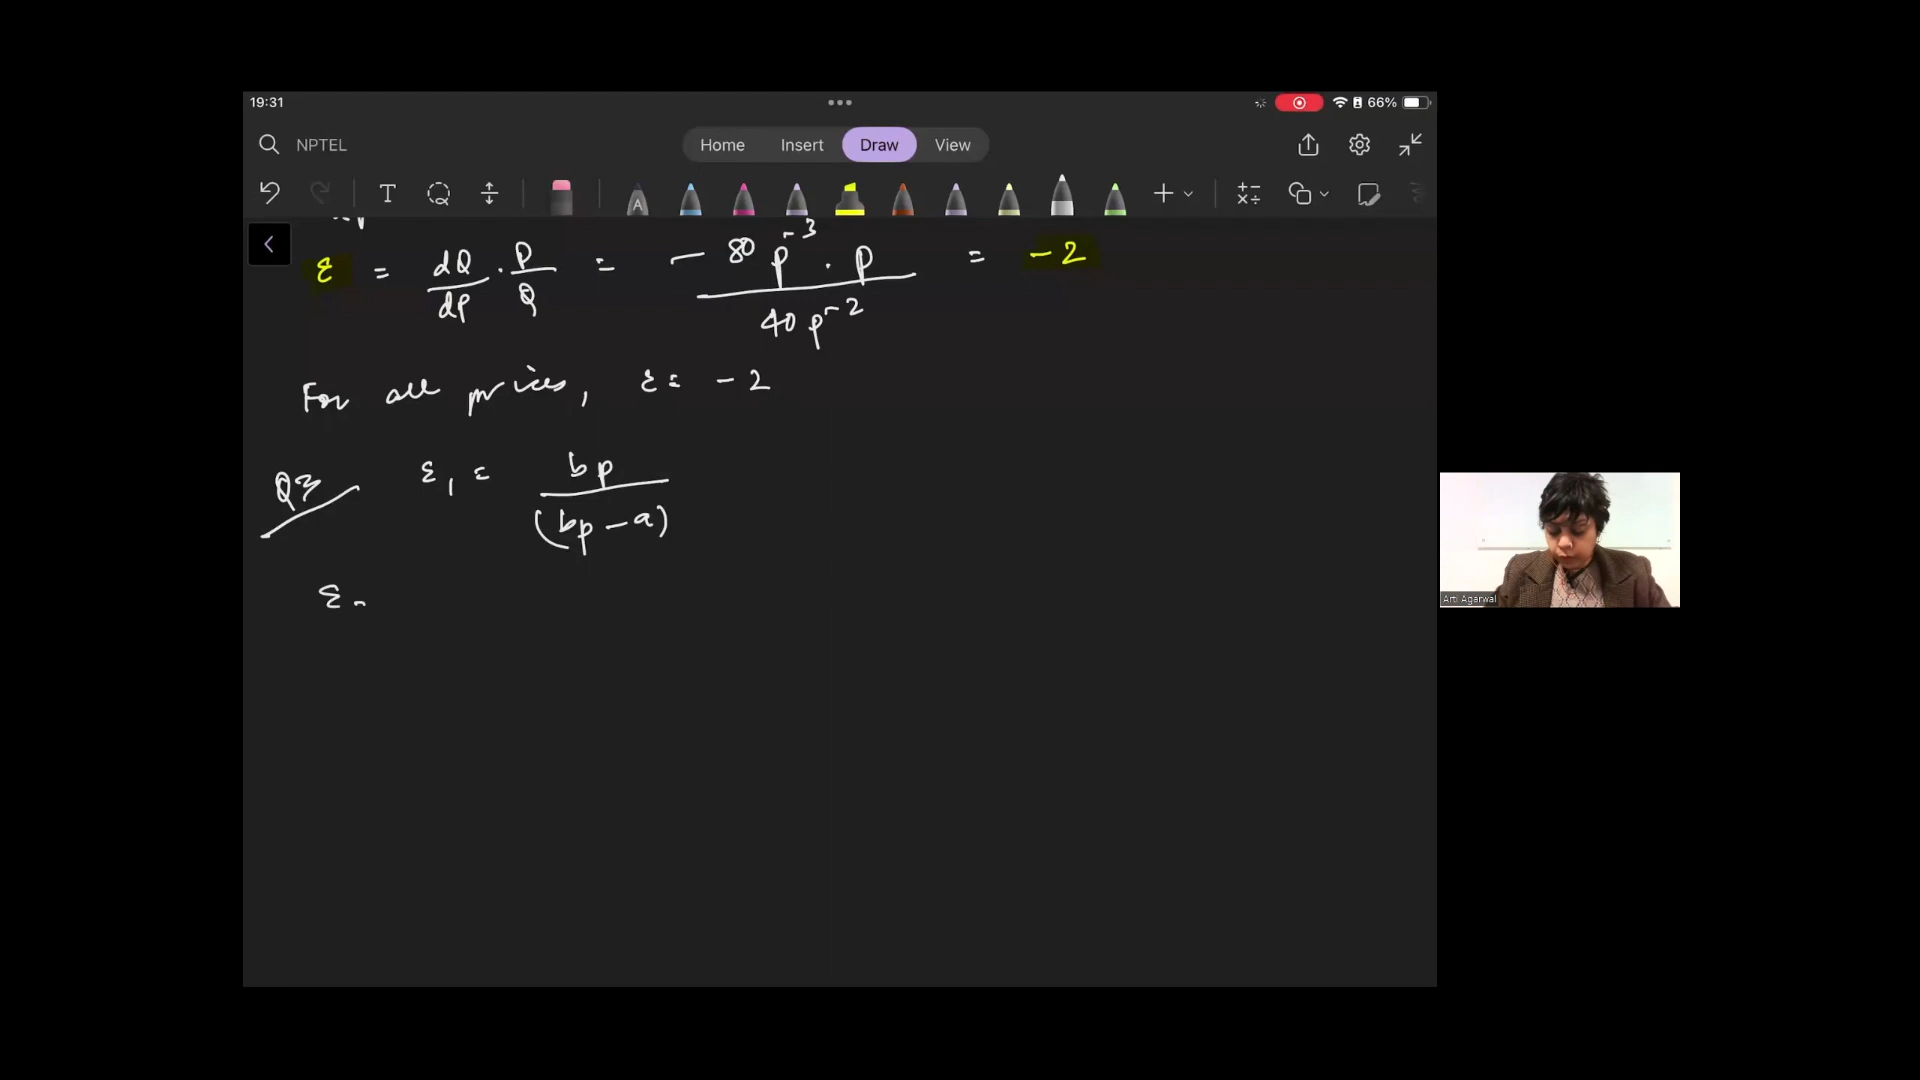 19:31
66%
NPTEL
Home Insert Draw View
ε = dQ/dP · P/Q = - 80 p⁻³ · p / 40 p⁻² = -2
For all prices, ε = -2
Q3 ε₁ = bp / (bp - a)
ε
Arti Agarwal